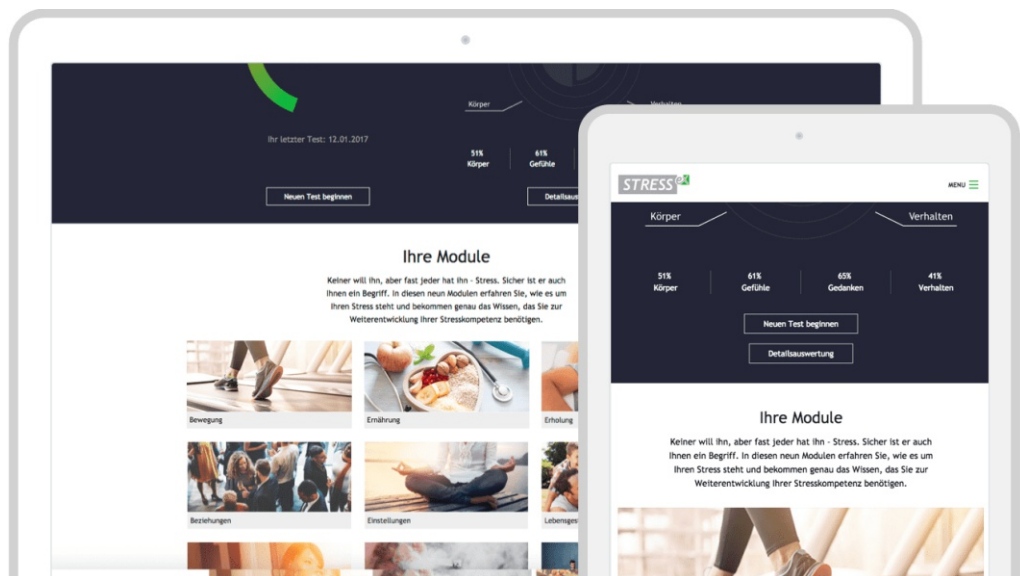 Körper
Verhalten
Ihr letzter Test: 12.01.2017
51%
Körper
61%
Gefühle
Neuen Test beginnen
Detailsaus
Ihre Module
Keiner will ihn, aber fast jeder hat ihn - Stress. Sicher ist er auch
Ihnen ein Begriff. In diesen neun Modulen erfahren Sie, wie es um
Ihren Stress steht und bekommen genau das Wissen, das Sie zur
Weiterentwicklung Ihrer Stresskompetenz benötigen.
Bewegung
Ernährung
Erholung
Beziehungen
Einstellungen
Lebensges
STRESS eX
MENU
Körper
Verhalten
51%
Körper
61%
Gefühle
65%
Gedanken
41%
Verhalten
Neuen Test beginnen
Detailsauswertung
Ihre Module
Keiner will ihn, aber fast jeder hat ihn - Stress. Sicher ist er auch
Ihnen ein Begriff. In diesen neun Modulen erfahren Sie, wie es um
Ihren Stress steht und bekommen genau das Wissen, das Sie zur
Weiterentwicklung Ihrer Stresskompetenz benötigen.